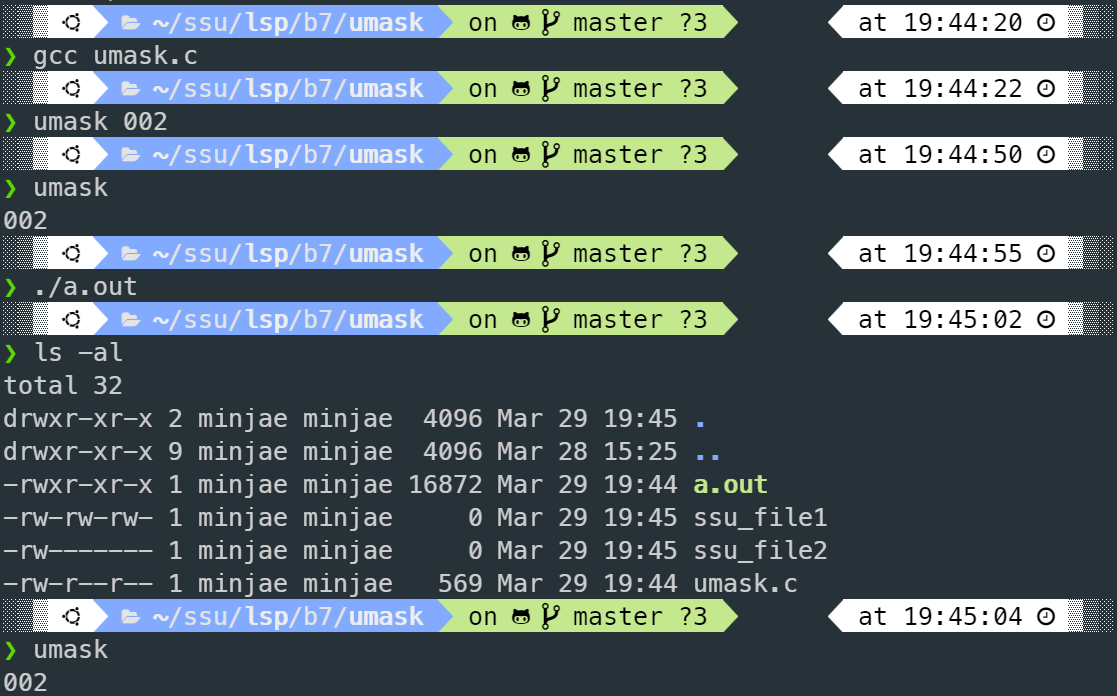 ~/ssu/lsp/b7/umask on master ?3 at 19:44:20
❯ gcc umask.c
~/ssu/lsp/b7/umask on master ?3 at 19:44:22
❯ umask 002
~/ssu/lsp/b7/umask on master ?3 at 19:44:50
❯ umask
002
~/ssu/lsp/b7/umask on master ?3 at 19:44:55
❯ ./a.out
~/ssu/lsp/b7/umask on master ?3 at 19:45:02
❯ ls -al
total 32
drwxr-xr-x 2 minjae minjae  4096 Mar 29 19:45 .
drwxr-xr-x 9 minjae minjae  4096 Mar 28 15:25 ..
-rwxr-xr-x 1 minjae minjae 16872 Mar 29 19:44 a.out
-rw-rw-rw- 1 minjae minjae     0 Mar 29 19:45 ssu_file1
-rw------- 1 minjae minjae     0 Mar 29 19:45 ssu_file2
-rw-r--r-- 1 minjae minjae   569 Mar 29 19:44 umask.c
~/ssu/lsp/b7/umask on master ?3 at 19:45:04
❯ umask
002